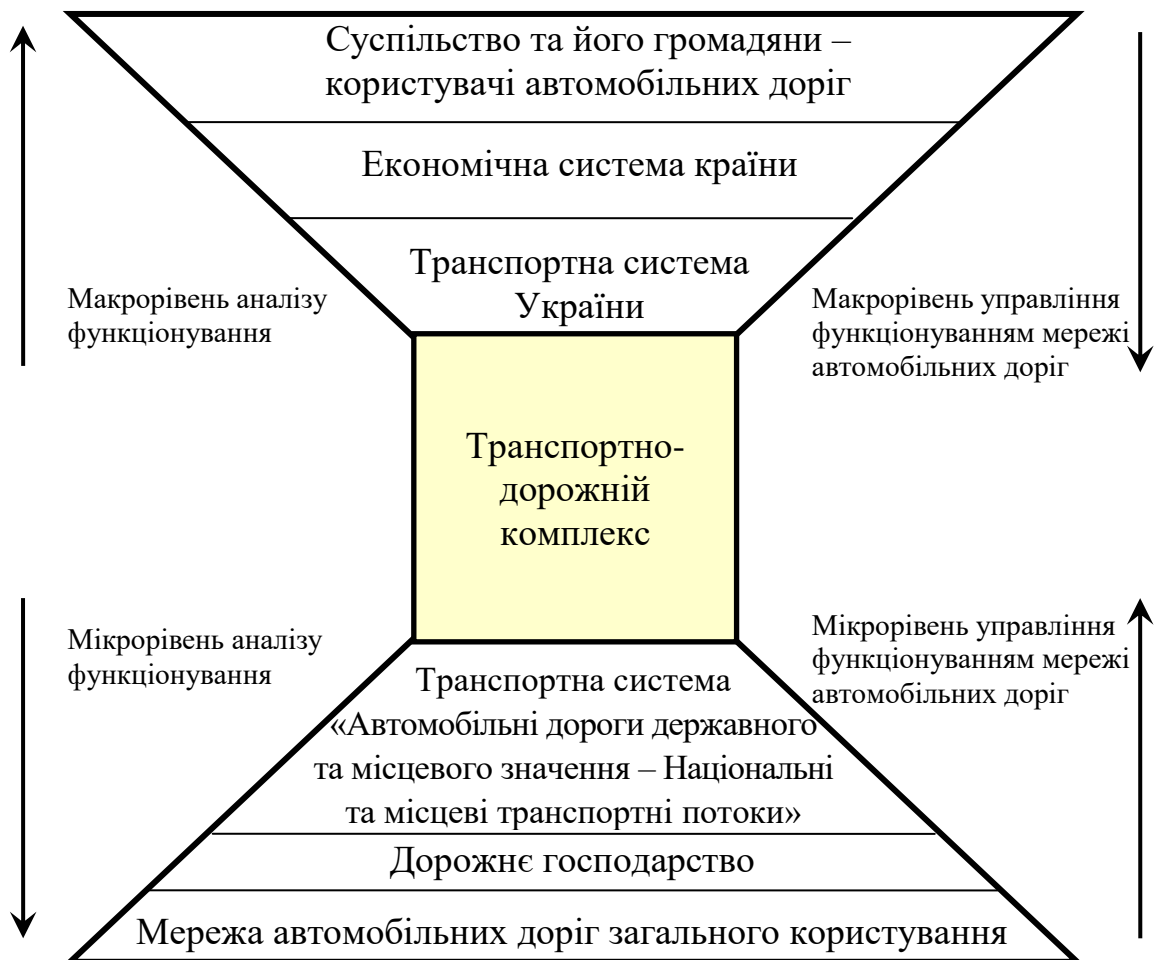 Суспільство та його громадяни –
користувачі автомобільних доріг
Економічна система країни
Транспортна система
України
Макрорівень аналізу
функціонування
Макрорівень управління
функціонуванням мережі
автомобільних доріг
Транспортно-
дорожній
комплекс
Мікрорівень аналізу
функціонування
Мікрорівень управління
функціонуванням мережі
автомобільних доріг
Транспортна система
«Автомобільні дороги державного
та місцевого значення – Національні
та місцеві транспортні потоки»
Дорожнє господарство
Мережа автомобільних доріг загального користування